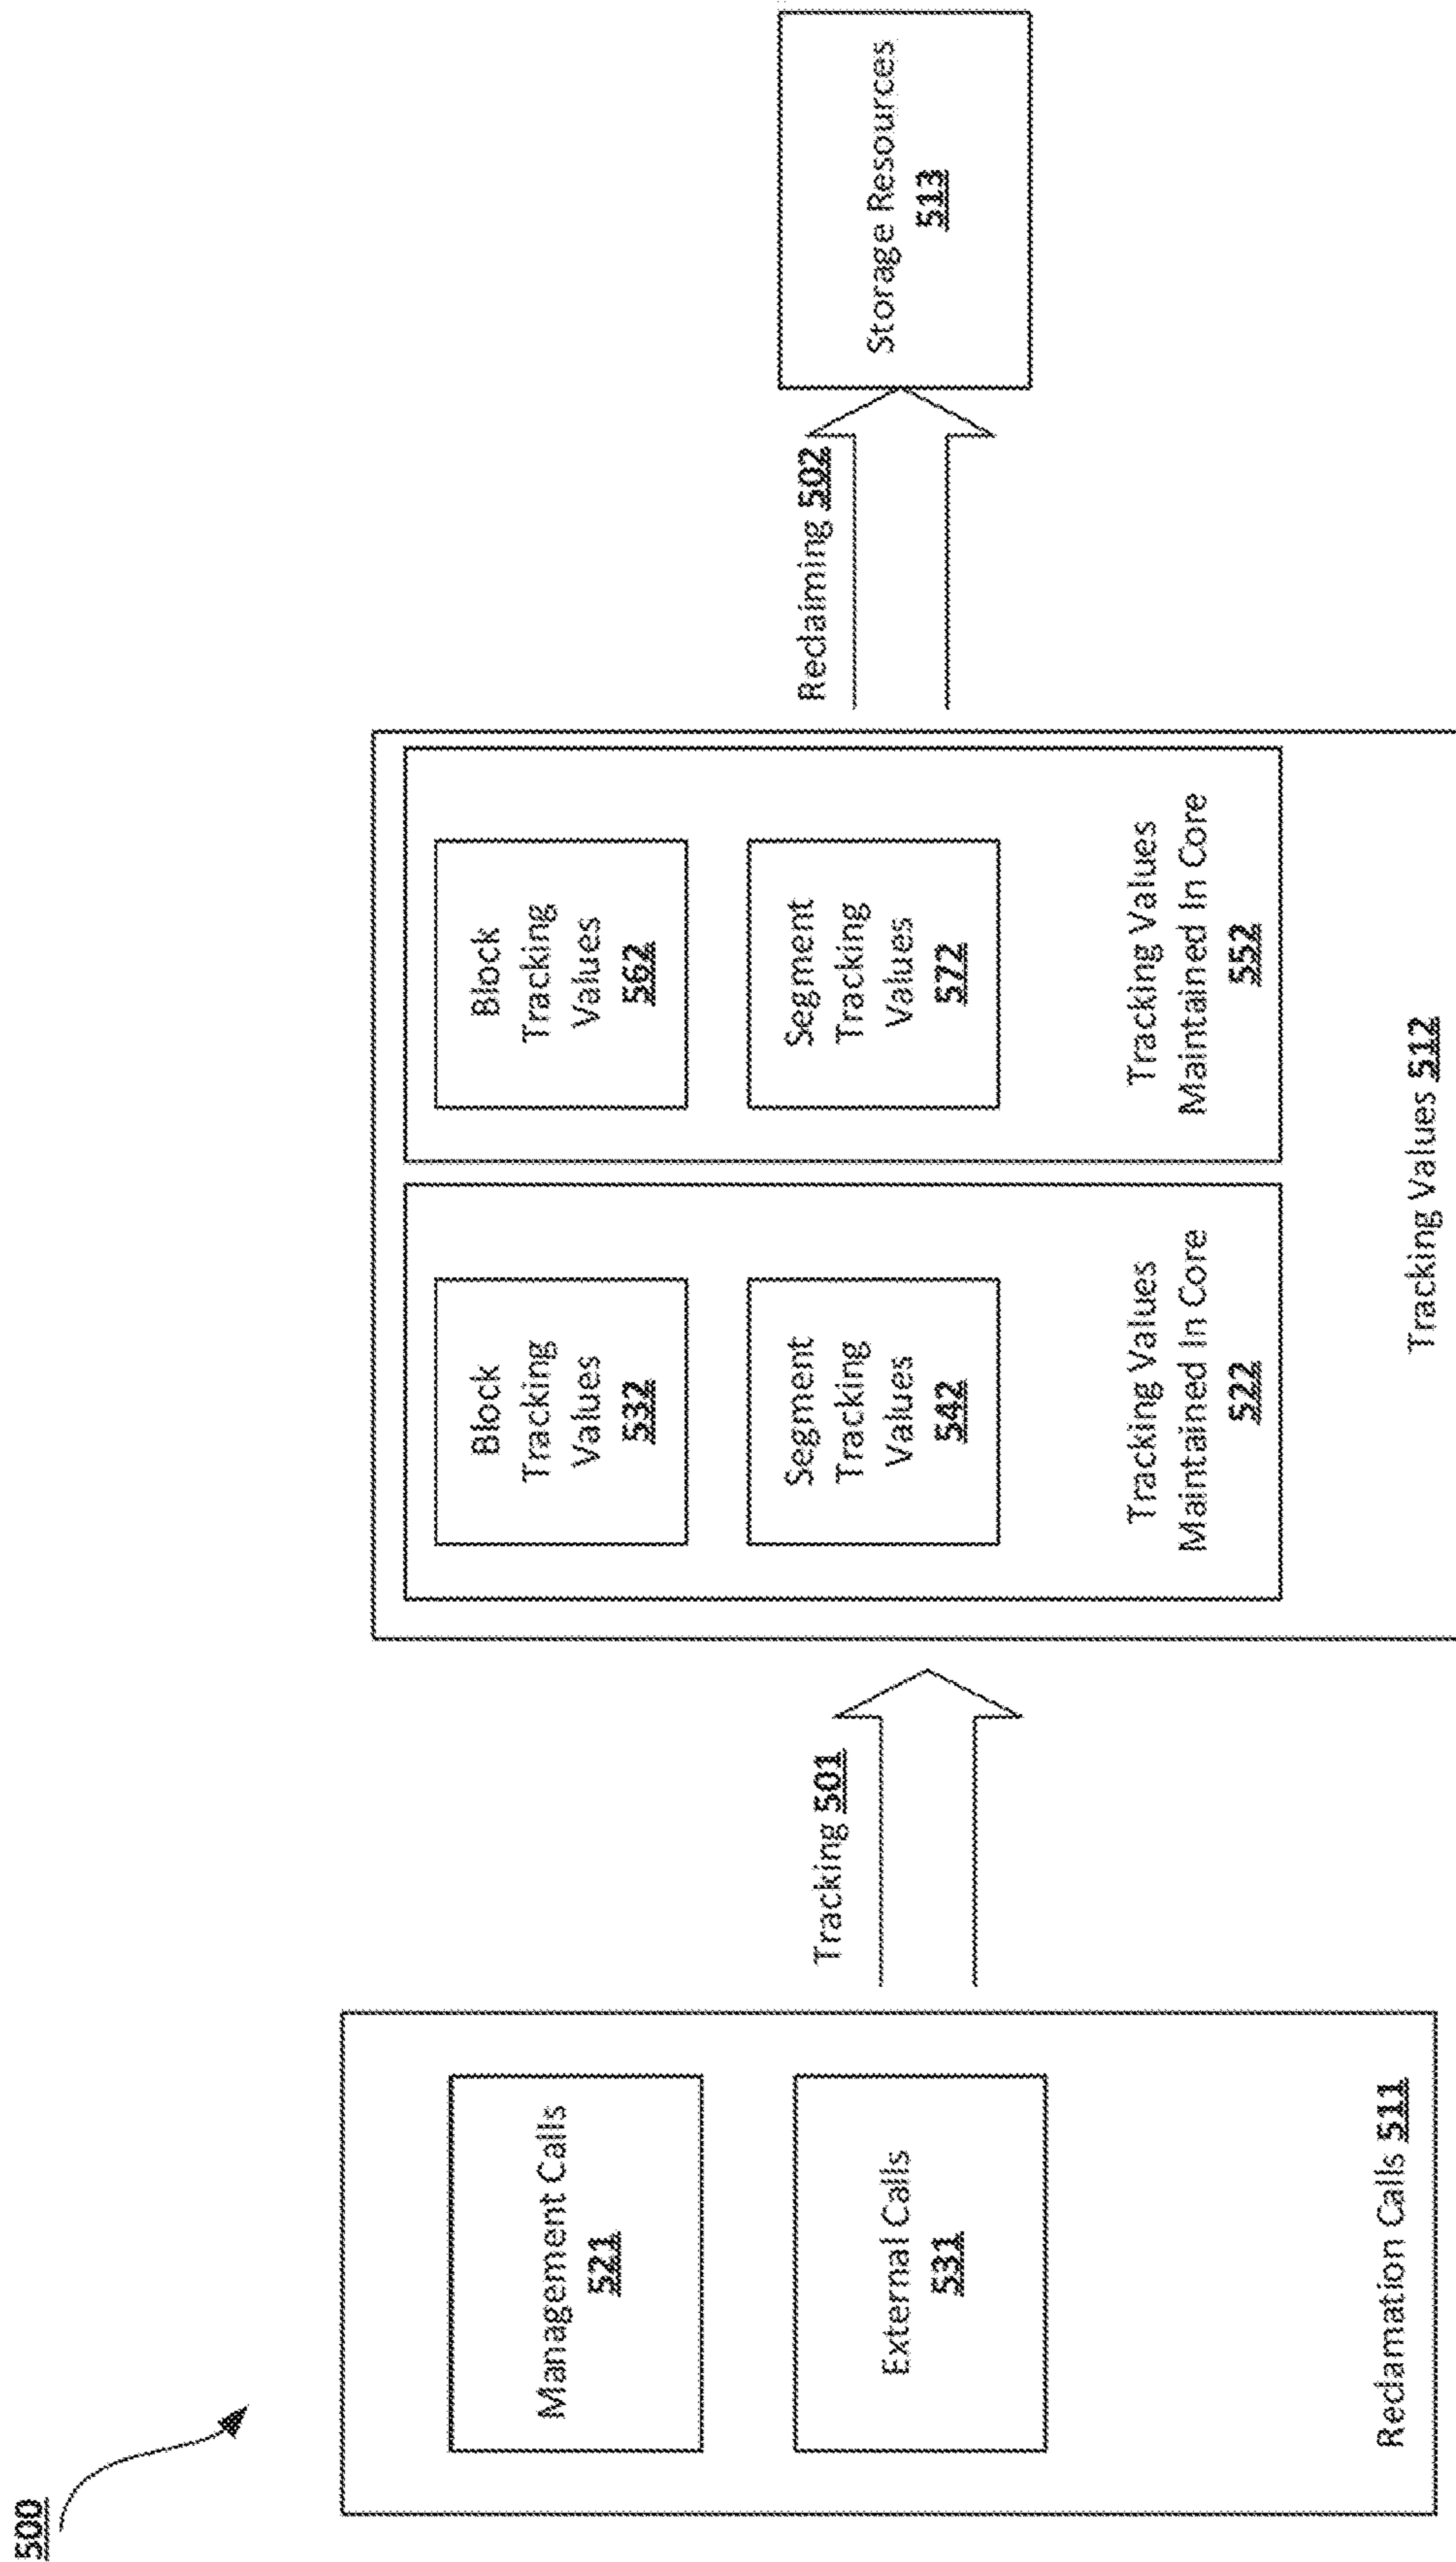 500
Management Calls
521
External Calls
531
Reclamation Calls 511
Tracking 501
Block
Tracking
Values
532
Segment
Tracking
Values
542
Tracking Values
Maintained In Core
522
Block
Tracking
Values
562
Segment
Tracking
Values
572
Tracking Values
Maintained In Core
552
Tracking Values 512
Reclaiming 502
Storage Resources
513